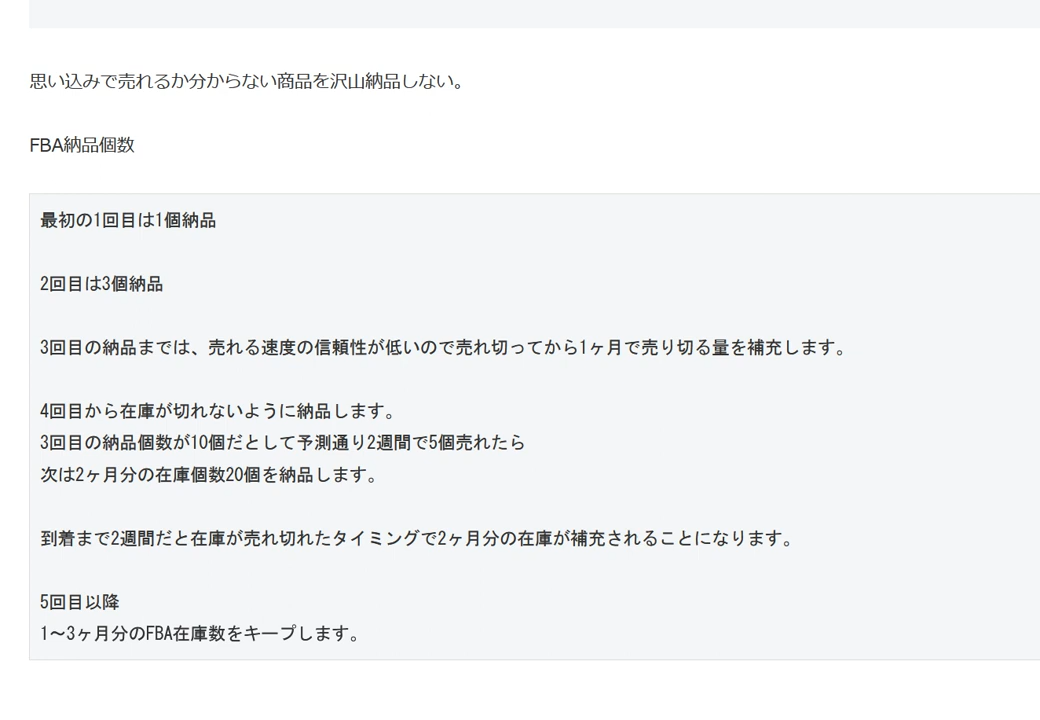 思い込みで売れるか分からない商品を沢山納品しない。
FBA納品個数
最初の1回目は1個納品
2回目は3個納品
3回目の納品までは、売れる速度の信頼性が低いので売れ切ってから1ヶ月で売り切る量を補充します。
4回目から在庫が切れないように納品します。
3回目の納品個数が10個だとして予測通り2週間で5個売れたら
次は2ヶ月分の在庫個数20個を納品します。
到着まで2週間だと在庫が売れ切れたタイミングで2ヶ月分の在庫が補充されることになります。
5回目以降
1〜3ヶ月分のFBA在庫数をキープします。